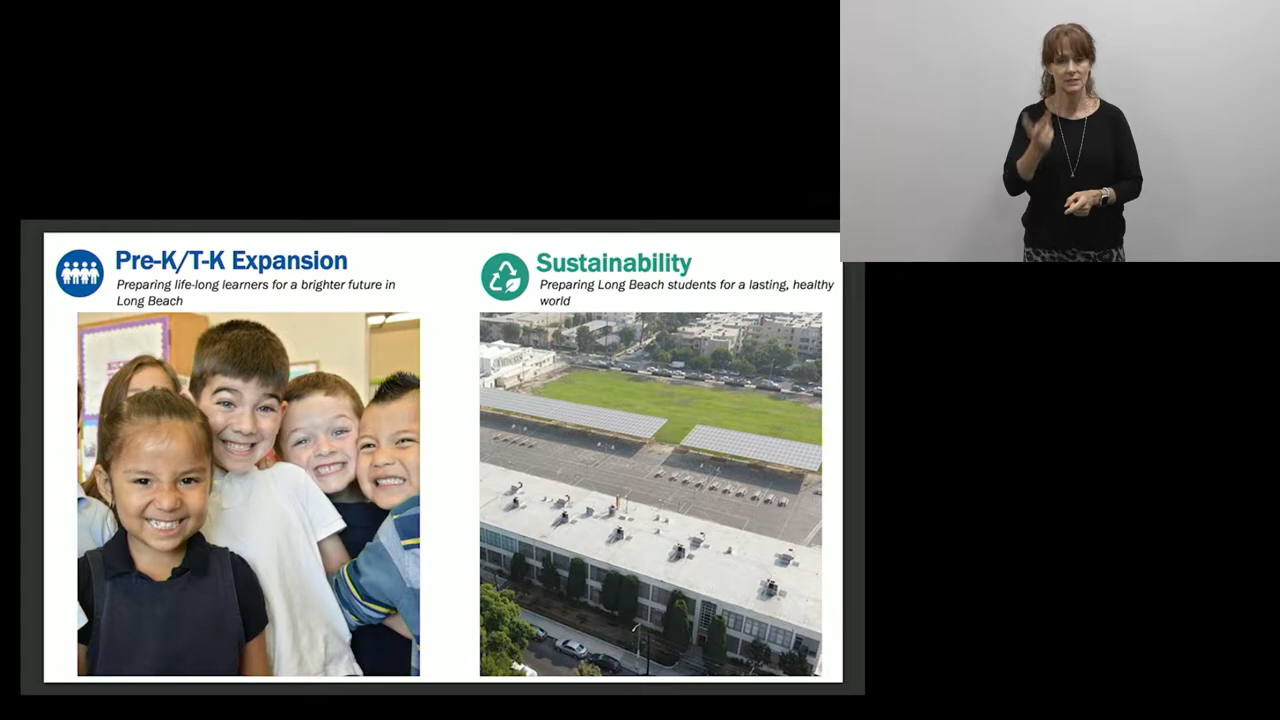 Pre-K/T-K Expansion
Preparing life-long learners for a brighter future in
Long Beach
Sustainability
Preparing Long Beach students for a lasting, healthy
world